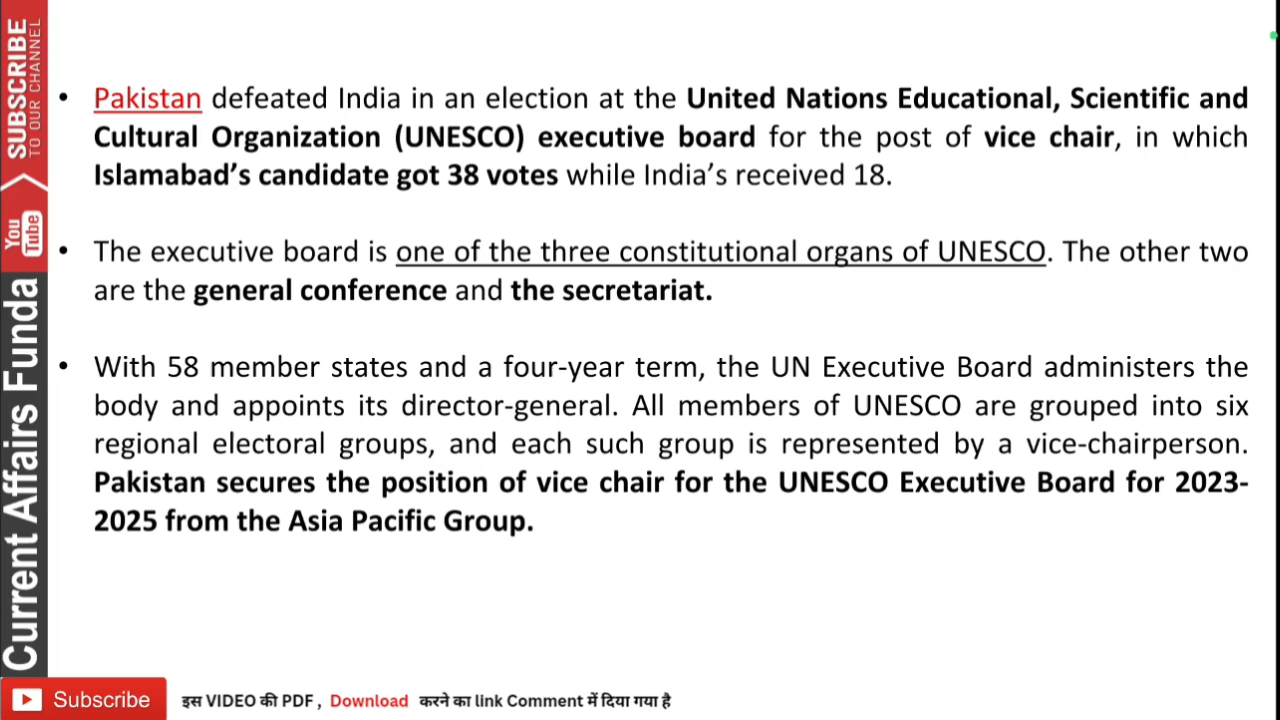 SUBSCRIBE
TO OUR CHANNEL
You
Tube
Current Affairs Funda
• Pakistan defeated India in an election at the United Nations Educational, Scientific and
Cultural Organization (UNESCO) executive board for the post of vice chair, in which
Islamabad’s candidate got 38 votes while India’s received 18.
• The executive board is one of the three constitutional organs of UNESCO. The other two
are the general conference and the secretariat.
• With 58 member states and a four-year term, the UN Executive Board administers the
body and appoints its director-general. All members of UNESCO are grouped into six
regional electoral groups, and each such group is represented by a vice-chairperson.
Pakistan secures the position of vice chair for the UNESCO Executive Board for 2023-
2025 from the Asia Pacific Group.
Subscribe
इस VIDEO की PDF , Download करने का link Comment में दिया गया है